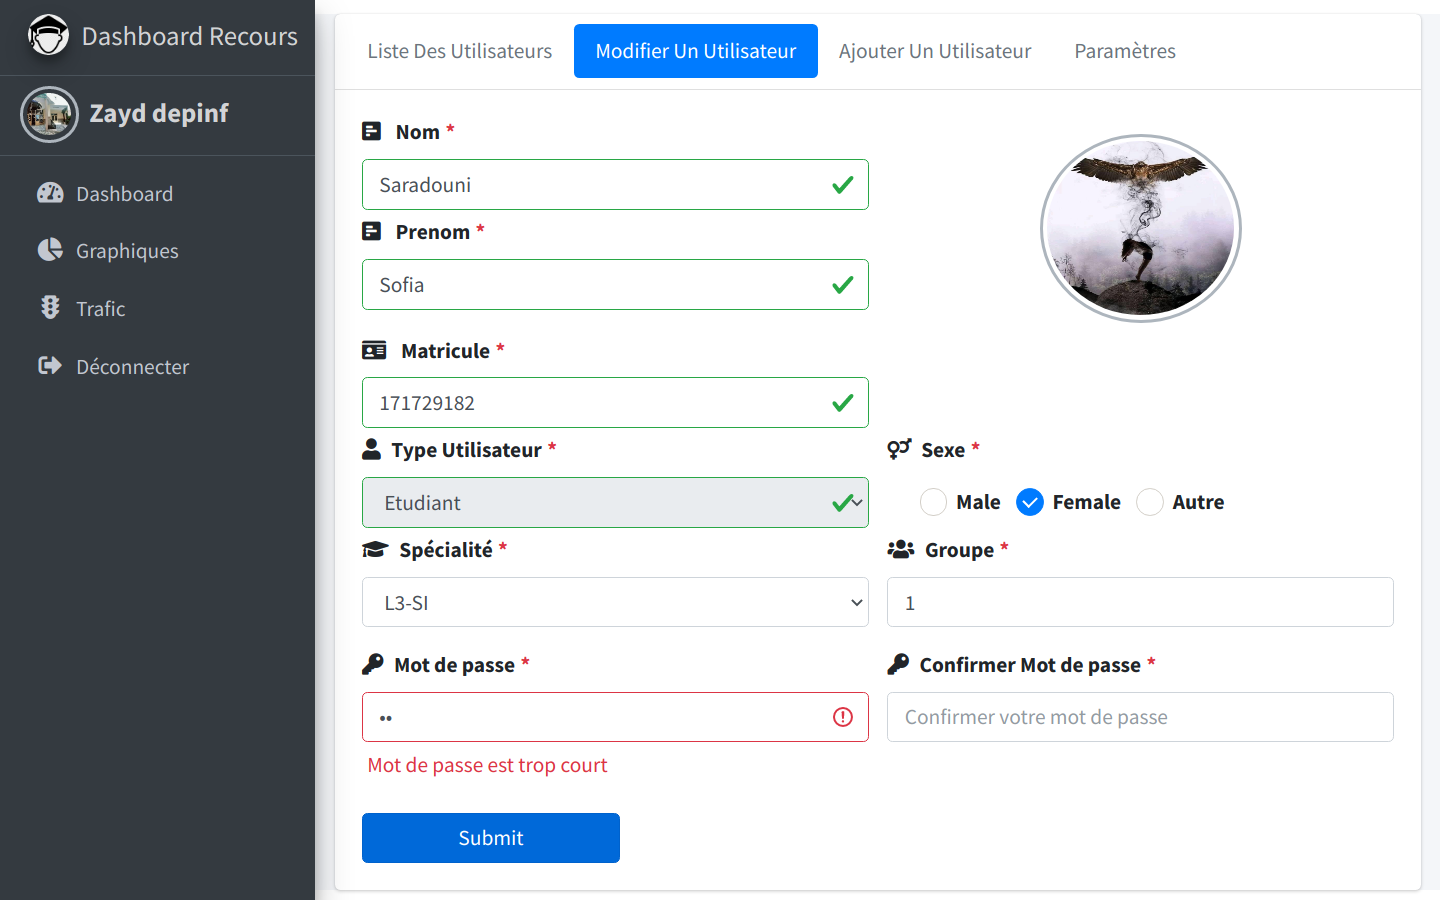 Dashboard Recours
Zayd depinf
Dashboard
Graphiques
Trafic
Déconnecter
Liste Des Utilisateurs Modifier Un Utilisateur Ajouter Un Utilisateur Paramètres
Nom *
Saradouni
Prenom *
Sofia
Matricule *
171729182
Type Utilisateur * Sexe *
Etudiant Male Female Autre
Spécialité * Groupe *
L3-SI 1
Mot de passe * Confirmer Mot de passe *
•• Confirmer votre mot de passe
Mot de passe est trop court
Submit